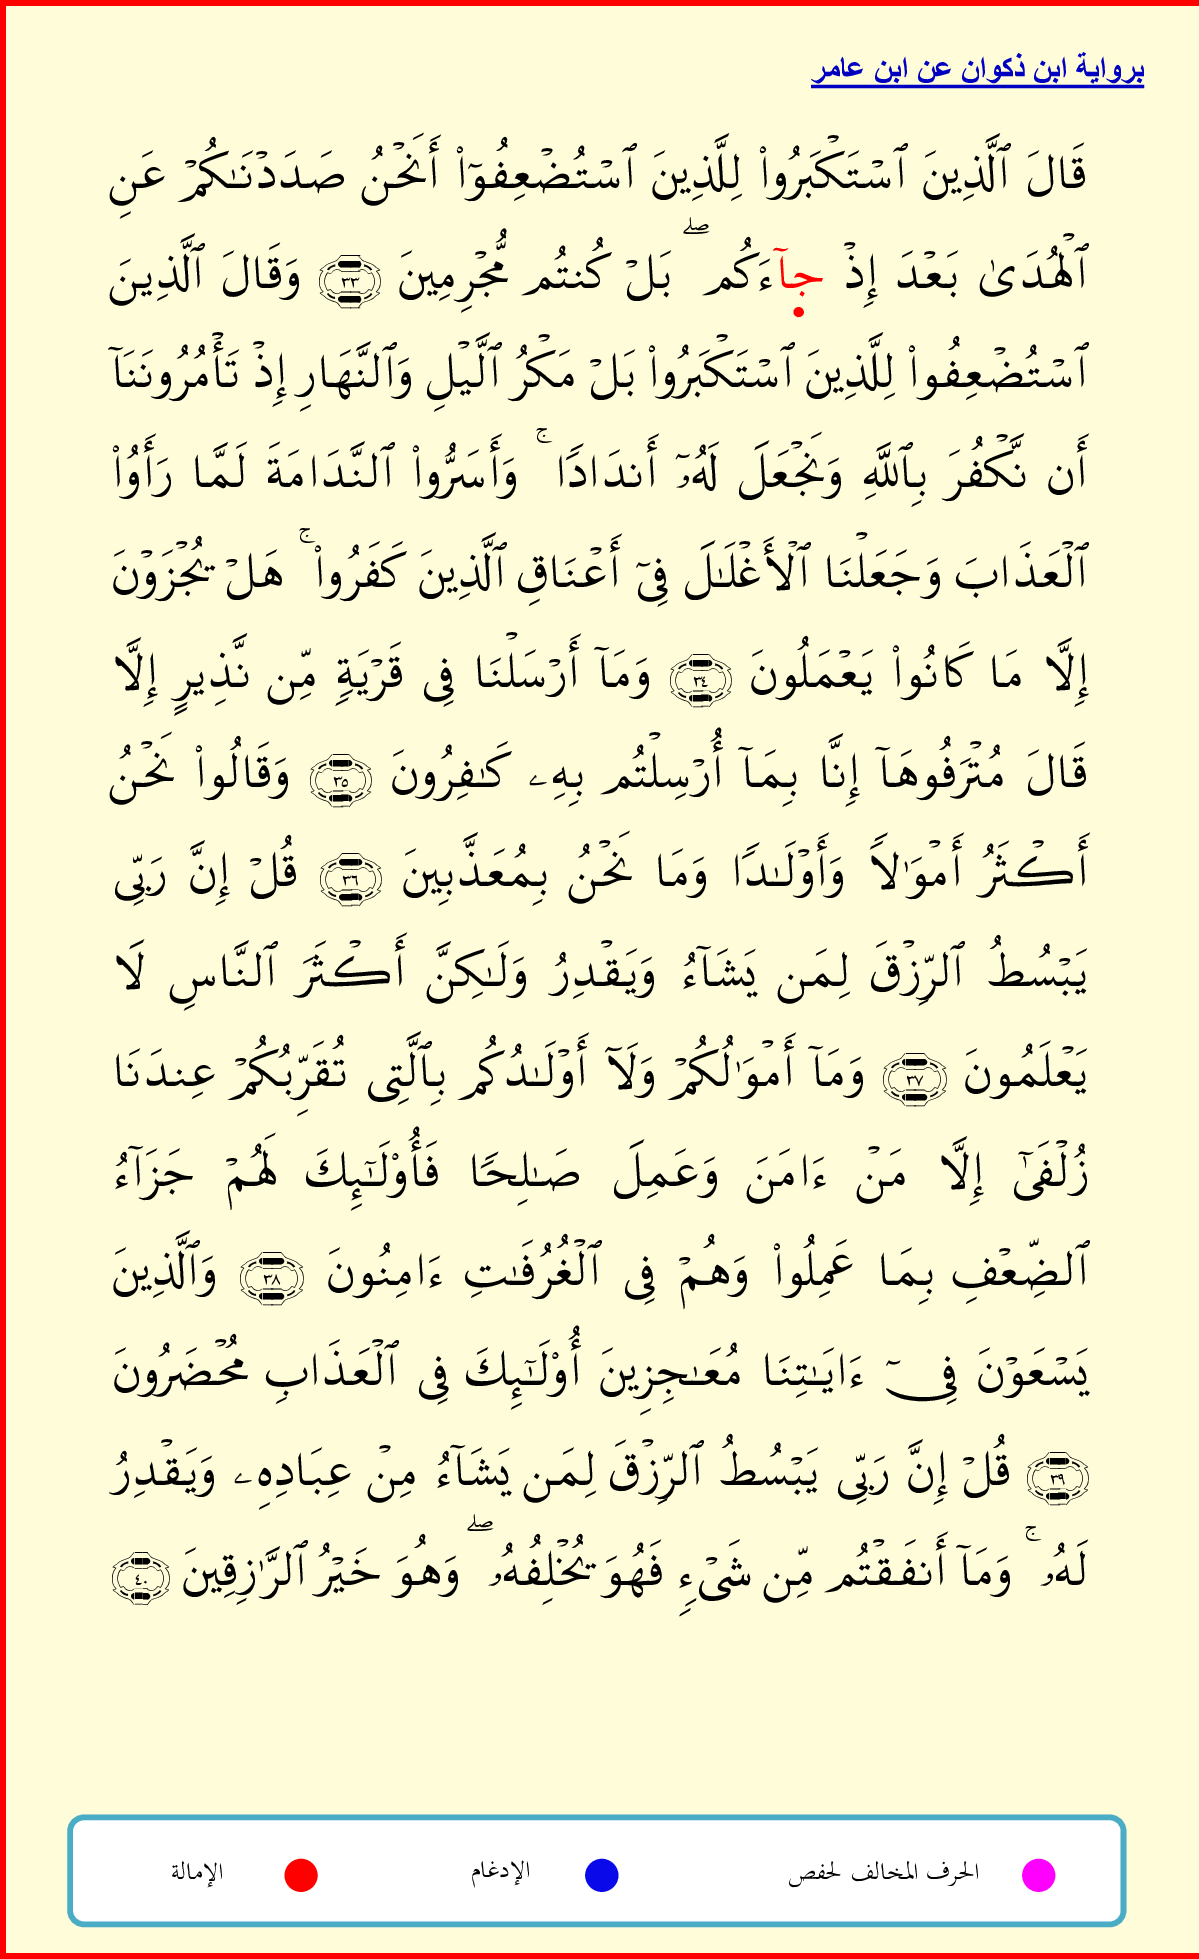 برواية ابن ذكوان عن ابن عامر
قَالَ ٱلَّذِينَ ٱسۡتَكۡبَرُواْ لِلَّذِينَ ٱسۡتُضۡعِفُوٓاْ أَنَحۡنُ صَدَدۡنَٰكُمۡ عَنِ
ٱلۡهُدَىٰ بَعۡدَ إِذۡ جآءَكُم ۖ بَلۡ كُنتُم مُّجۡرِمِينَ ٣٣ وَقَالَ ٱلَّذِينَ
ٱسۡتُضۡعِفُواْ لِلَّذِينَ ٱسۡتَكۡبَرُواْ بَلۡ مَكۡرُ ٱلَّيۡلِ وَٱلنَّهَارِ إِذۡ تَأۡمُرُونَنَآ
أَن نَّكۡفُرَ بِٱللَّهِ وَنَجۡعَلَ لَهُۥٓ أَندَادٗا ۚ وَأَسَرُّواْ ٱلنَّدَامَةَ لَمَّا رَأَوُاْ
ٱلۡعَذَابَ وَجَعَلۡنَا ٱلۡأَغۡلَٰلَ فِيٓ أَعۡنَاقِ ٱلَّذِينَ كَفَرُواْ ۚ هَلۡ يُجۡزَوۡنَ
إِلَّا مَا كَانُواْ يَعۡمَلُونَ ٣٤ وَمَآ أَرۡسَلۡنَا فِي قَرۡيَةٖ مِّن نَّذِيرٍ إِلَّا
قَالَ مُتۡرَفُوهَآ إِنَّا بِمَآ أُرۡسِلۡتُم بِهِۦ كَٰفِرُونَ ٣٥ وَقَالُواْ نَحۡنُ
أَكۡثَرُ أَمۡوَٰلٗا وَأَوۡلَٰدٗا وَمَا نَحۡنُ بِمُعَذَّبِينَ ٣٦ قُلۡ إِنَّ رَبِّي
يَبۡسُطُ ٱلرِّزۡقَ لِمَن يَشَآءُ وَيَقۡدِرُ وَلَٰكِنَّ أَكۡثَرَ ٱلنَّاسِ لَا
يَعۡلَمُونَ ٣٧ وَمَآ أَمۡوَٰلُكُمۡ وَلَآ أَوۡلَٰدُكُم بِٱلَّتِي تُقَرِّبُكُمۡ عِندَنَا
زُلۡفَىٰٓ إِلَّا مَنۡ ءَامَنَ وَعَمِلَ صَٰلِحٗا فَأُوْلَٰٓئِكَ لَهُمۡ جَزَآءُ
ٱلضِّعۡفِ بِمَا عَمِلُواْ وَهُمۡ فِي ٱلۡغُرُفَٰتِ ءَامِنُونَ ٣٨ وَٱلَّذِينَ
يَسۡعَوۡنَ فِيٓ ءَايَٰتِنَا مُعَٰجِزِينَ أُوْلَٰٓئِكَ فِي ٱلۡعَذَابِ مُحۡضَرُونَ
٣٩ قُلۡ إِنَّ رَبِّي يَبۡسُطُ ٱلرِّزۡقَ لِمَن يَشَآءُ مِنۡ عِبَادِهِۦ وَيَقۡدِرُ
لَهُۥ ۚ وَمَآ أَنفَقۡتُم مِّن شَيۡءٖ فَهُوَ يُخۡلِفُهُۥ ۖ وَهُوَ خَيۡرُ ٱلرَّٰزِقِينَ ٤٠
الحرف المخالف لحفص الإدغام الإمالة